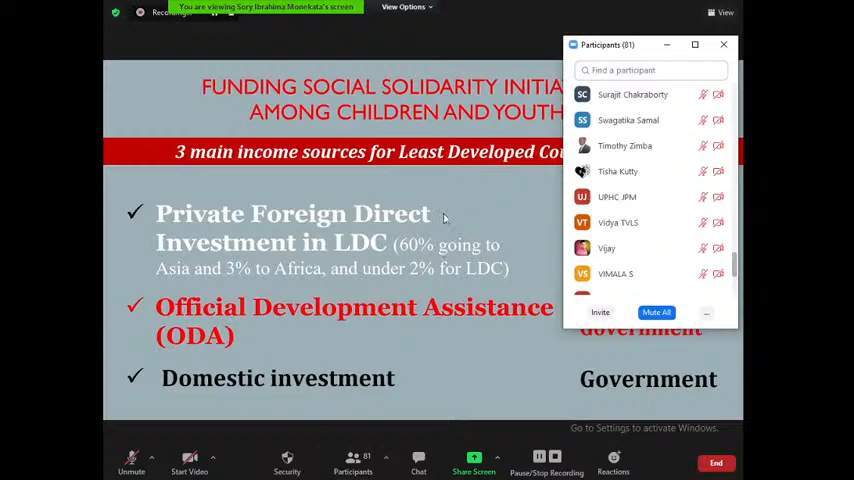 You are viewing Sory Ibrahima Monekata's screen
View Options
View
FUNDING SOCIAL SOLIDARITY
AMONG CHILDREN AND YOUTH
3 main income sources for Least Developed
Private Foreign Direct
Investment in LDC (60% going to
Asia and 3% to Africa, and under 2% for LDC)
Official Development Assistance
(ODA)
Government
Domestic investment
Government
Participants (81)
Find a participant
SC Surajit Chakraborty
SS Swagatika Samal
Timothy Zimba
Tisha Kutty
UJ UPHC JPM
VT Vidya TVLS
Vijay
VS VIMALA S
Invite
Mute All
...
Go to Settings to activate Windows.
Unmute
Start Video
Security
Participants
81
Chat
Share Screen
Pause/Stop Recording
Reactions
End